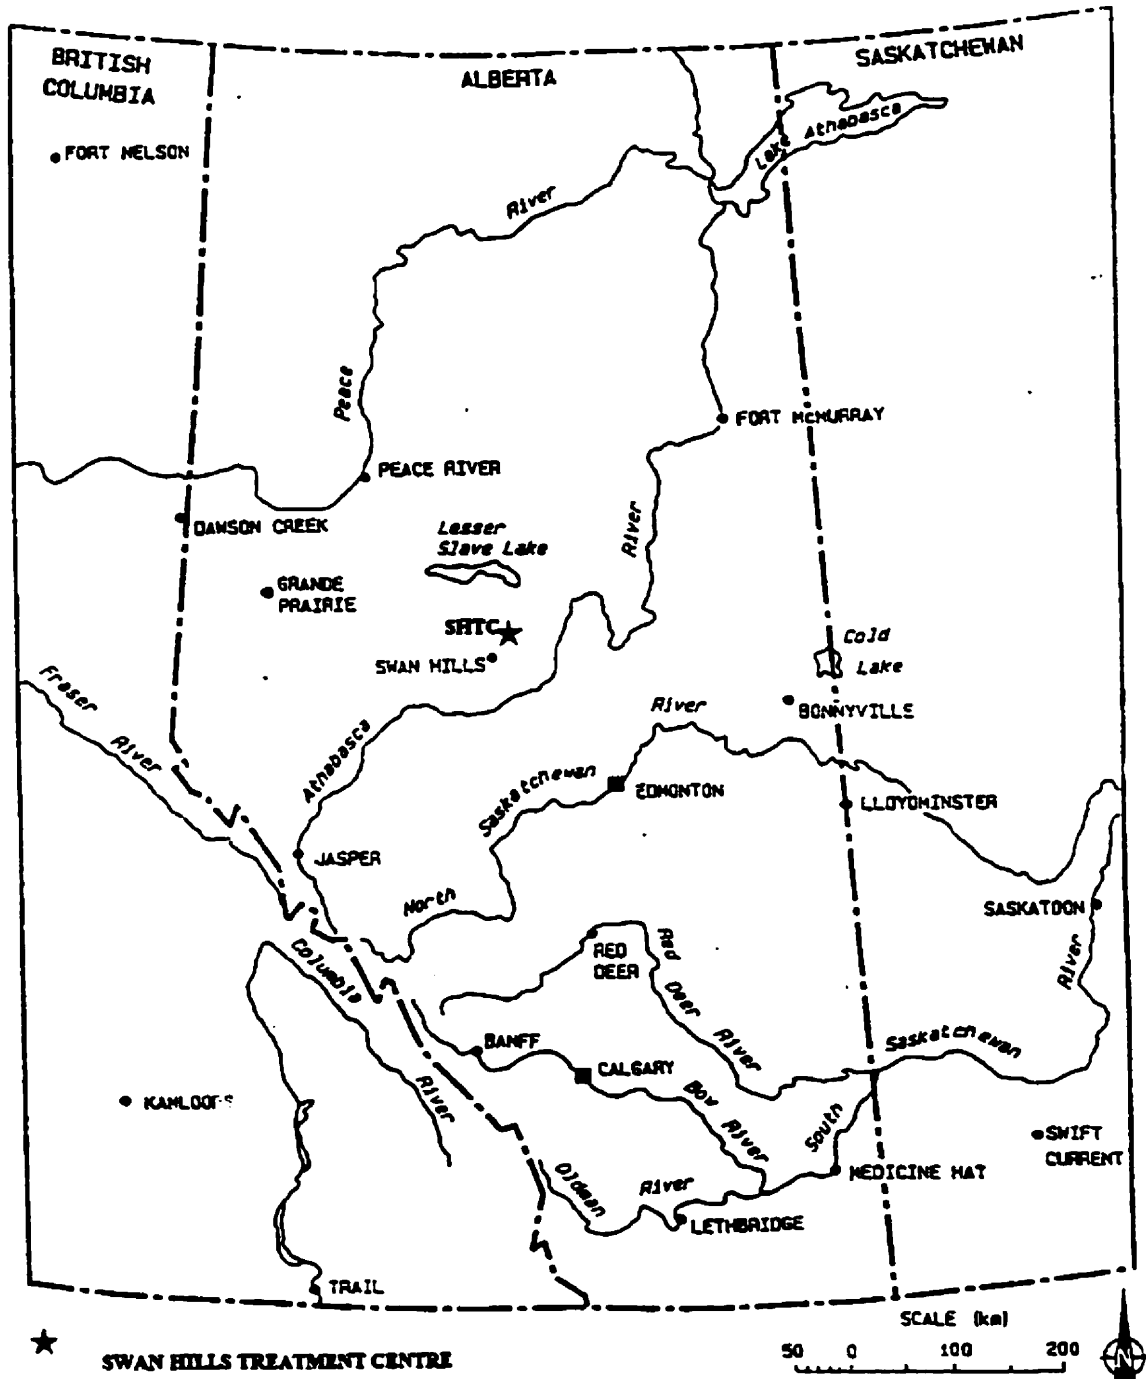 BRITISH
COLUMBIA
ALBERTA
SASKATCHEWAN
FORT NELSON
Lake Athabasca
River
Peace
FORT McMURRAY
PEACE RIVER
DAWSON CREEK
Lesser
Slave Lake
River
GRANDE
PRAIRIE
SHTC
SWAN HILLS
Cold
Lake
Fraser
River
Athabasca
River
BONNYVILLE
Saskatchewan
EDMONTON
LLOYDMINSTER
JASPER
North
SASKATOON
RED
DEER
Red
Deer
River
Columbia
River
River
Saskatchewan
BANFF
CALGARY
Bow
River
South
KAMLOOPS
SWIFT
CURRENT
MEDICINE HAT
Oldman
River
LETHBRIDGE
TRAIL
SCALE (km)
50 0 100 200
N
SWAN HILLS TREATMENT CENTRE